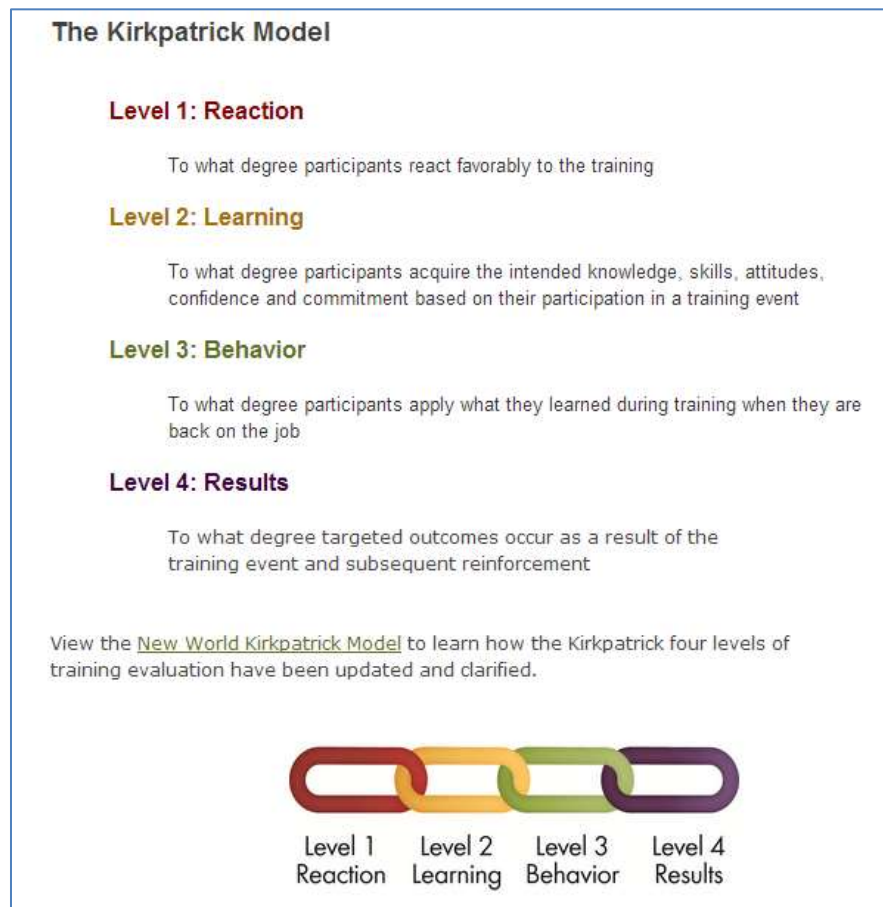 The Kirkpatrick Model
Level 1: Reaction
To what degree participants react favorably to the training
Level 2: Learning
To what degree participants acquire the intended knowledge, skills, attitudes,
confidence and commitment based on their participation in a training event
Level 3: Behavior
To what degree participants apply what they learned during training when they are
back on the job
Level 4: Results
To what degree targeted outcomes occur as a result of the
training event and subsequent reinforcement
View the New World Kirkpatrick Model to learn how the Kirkpatrick four levels of
training evaluation have been updated and clarified.
Level 1 Level 2 Level 3 Level 4
Reaction Learning Behavior Results